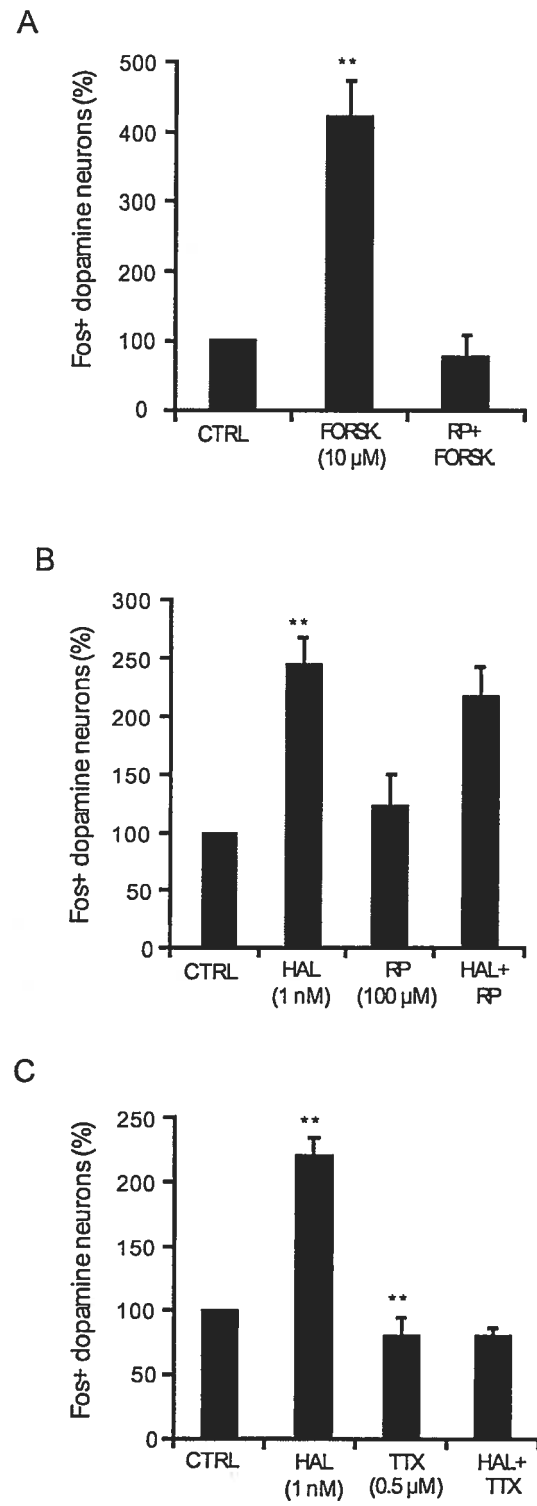 A
Fos+ dopamine neurons (%)
500
400
300
200
100
0
**
CTRL
FORSK.
(10 µM)
RP+
FORSK.
B
Fos+ dopamine neurons (%)
300
250
200
150
100
50
0
**
CTRL
HAL
(1 nM)
RP
(100 µM)
HAL+
RP
C
Fos+ dopamine neurons (%)
250
200
150
100
50
0
**
**
CTRL
HAL
(1 nM)
TTX
(0.5 µM)
HAL+
TTX